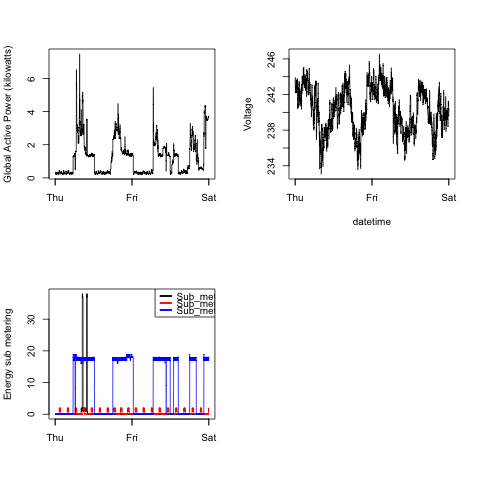 Global Active Power (kilowatts)
0 2 4 6
Thu Fri Sat
Voltage
234 238 242 246
Thu Fri Sat
datetime
Energy sub metering
0 10 20 30
Sub_me
Sub_me
Sub_me
Thu Fri Sat